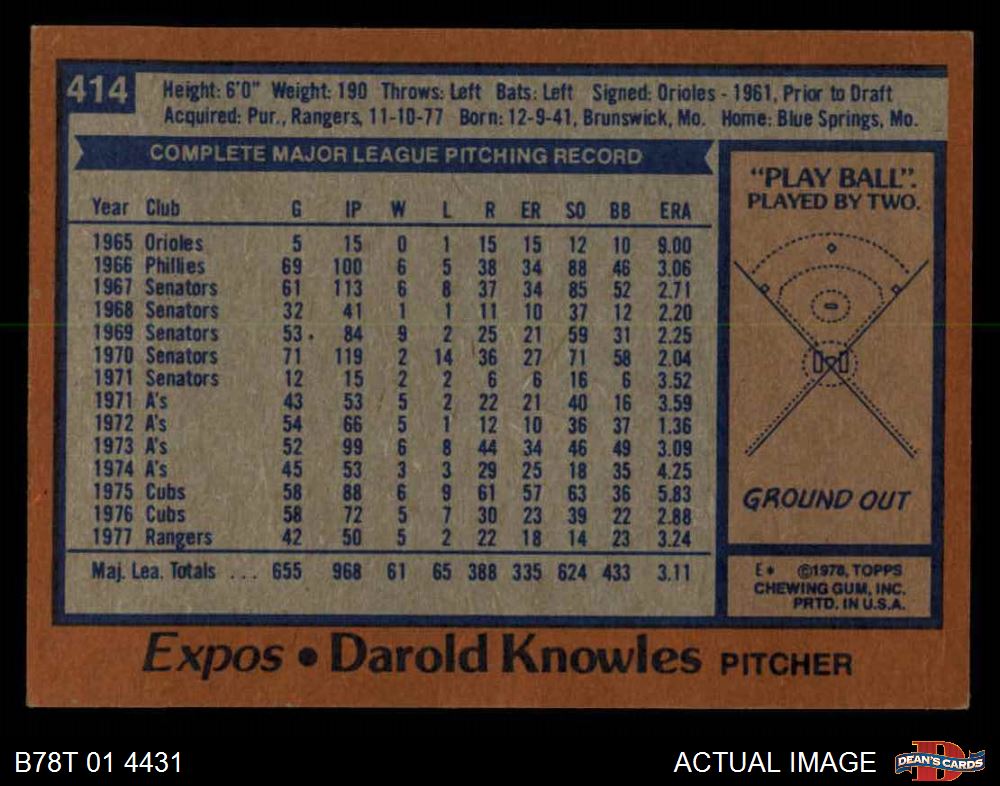 414
Height: 6'0" Weight: 190 Throws: Left Bats: Left Signed: Orioles - 1961, Prior to Draft
Acquired: Pur., Rangers, 11-10-77 Born: 12-9-41, Brunswick, Mo. Home: Blue Springs, Mo.
COMPLETE MAJOR LEAGUE PITCHING RECORD
Year Club G IP W L R ER SO BB ERA
1965 Orioles 5 15 0 1 15 15 12 10 9.00
1966 Phillies 69 100 6 5 38 34 88 46 3.06
1967 Senators 61 113 6 8 37 34 85 52 2.71
1968 Senators 32 41 1 1 11 10 37 12 2.20
1969 Senators 53 84 9 2 25 21 59 31 2.25
1970 Senators 71 119 2 14 36 27 71 58 2.04
1971 Senators 12 15 2 2 6 6 16 6 3.52
1971 A's 43 53 5 2 22 21 40 16 3.59
1972 A's 54 66 5 1 12 10 36 37 1.36
1973 A's 52 99 6 8 44 34 46 49 3.09
1974 A's 45 53 3 3 29 25 18 35 4.25
1975 Cubs 58 88 6 9 61 57 63 36 5.83
1976 Cubs 58 72 5 7 30 23 39 22 2.88
1977 Rangers 42 50 5 2 22 18 14 23 3.24
Maj. Lea. Totals ... 655 968 61 65 388 335 624 433 3.11
"PLAY BALL".
PLAYED BY TWO.
GROUND OUT
E* ©1978, TOPPS
CHEWING GUM, INC.
PRTD. IN U.S.A.
Expos • Darold Knowles PITCHER
B78T 01 4431
ACTUAL IMAGE
D
DEAN'S CARDS